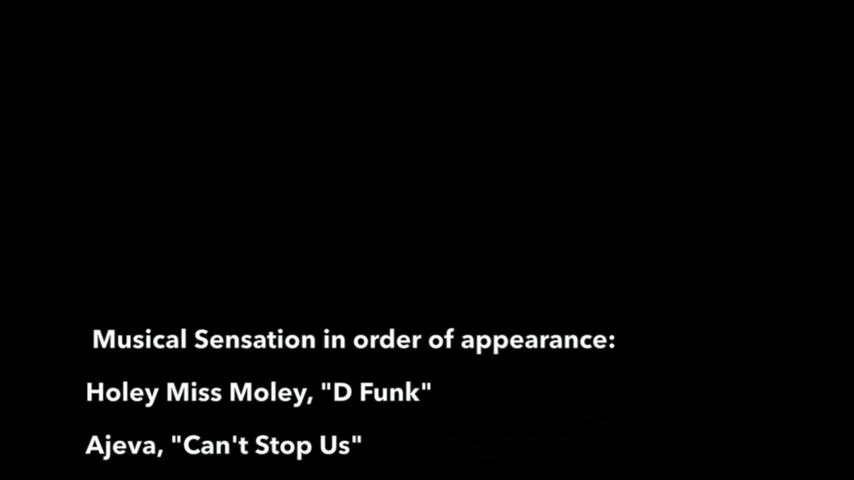 Musical Sensation in order of appearance:
Holey Miss Moley, "D Funk"
Ajeva, "Can't Stop Us"